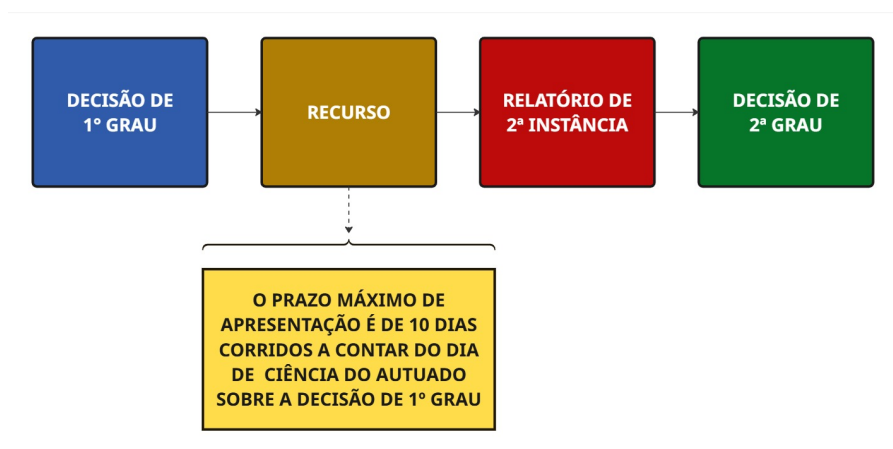 DECISÃO DE
1º GRAU
RECURSO
RELATÓRIO DE
2ª INSTÂNCIA
DECISÃO DE
2ª GRAU
O PRAZO MÁXIMO DE
APRESENTAÇÃO É DE 10 DIAS
CORRIDOS A CONTAR DO DIA
DE CIÊNCIA DO AUTUADO
SOBRE A DECISÃO DE 1º GRAU